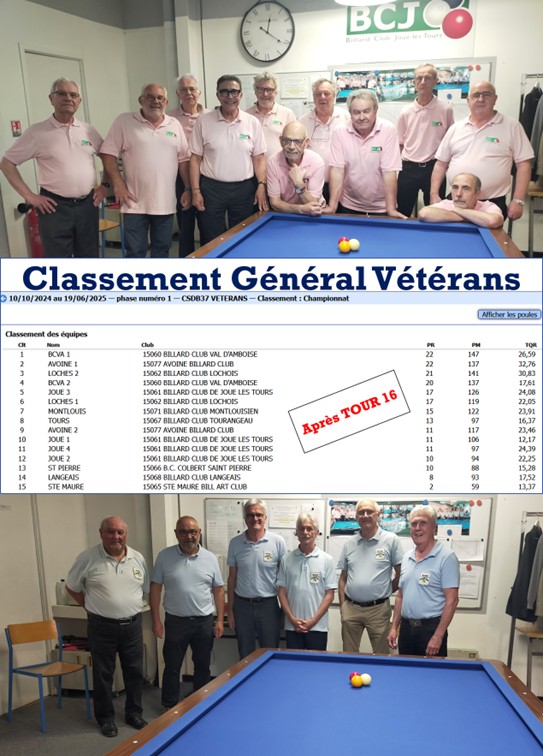 BCJ
Billard Club Joué-lès-Tours
Classement Général Vétérans
10/10/2024 au 19/06/2025 — phase numéro 1 — CSDB37 VETERANS — Classement : Championnat
Afficher les poules
Classement des équipes
Clt Nom Club PR PM TQR
1 BCVA 1 15060 BILLARD CLUB VAL D'AMBOISE 22 147 26,59
2 AVOINE 1 15077 AVOINE BILLARD CLUB 22 137 32,76
3 LOCHES 2 15062 BILLARD CLUB LOCHOIS 21 141 30,83
4 BCVA 2 15060 BILLARD CLUB VAL D'AMBOISE 20 137 17,61
5 JOUE 3 15061 BILLARD CLUB DE JOUE LES TOURS 17 126 24,08
6 LOCHES 1 15062 BILLARD CLUB LOCHOIS 17 119 22,05
7 MONTLOUIS 15071 BILLARD CLUB MONTLOUISIEN 15 122 23,91
8 TOURS 15067 BILLARD CLUB TOURANGEAU 13 97 16,37
9 AVOINE 2 15077 AVOINE BILLARD CLUB 11 117 23,46
10 JOUE 1 15061 BILLARD CLUB DE JOUE LES TOURS 11 106 12,17
11 JOUE 4 15061 BILLARD CLUB DE JOUE LES TOURS 11 97 24,39
12 JOUE 2 15061 BILLARD CLUB DE JOUE LES TOURS 10 94 22,25
13 ST PIERRE 15066 B.C. COLBERT SAINT PIERRE 10 88 15,28
14 LANGEAIS 15068 BILLARD CLUB LANGEAIS 8 93 17,52
15 STE MAURE 15065 STE MAURE BILL ART CLUB 2 59 13,37
Après TOUR 16